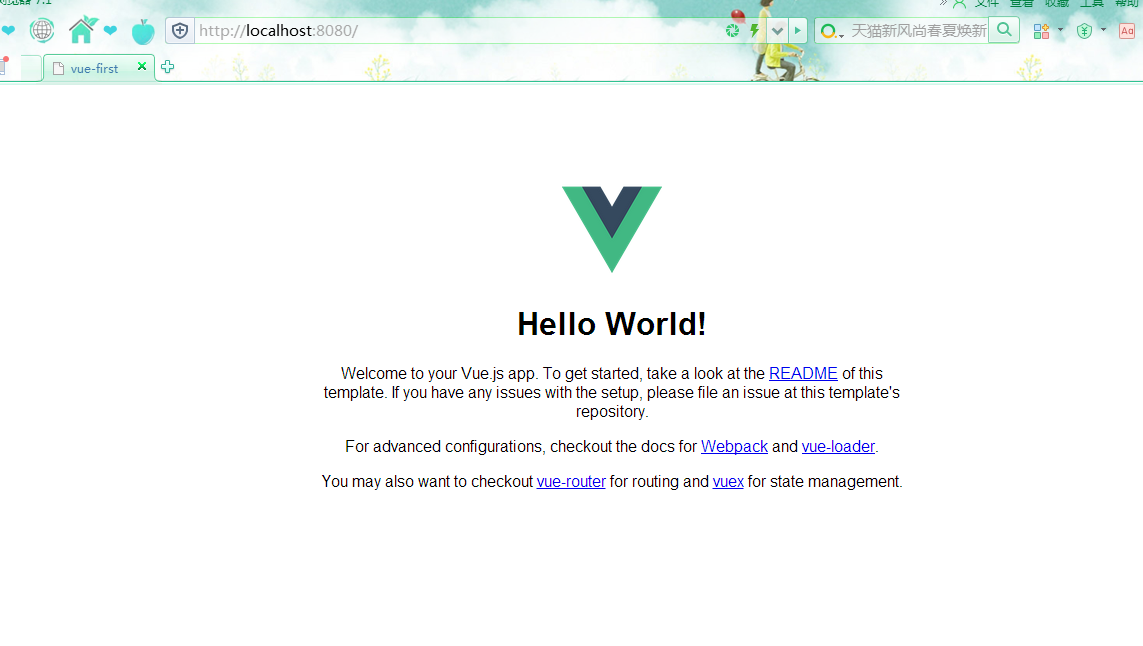 7.1
文件 查看 收藏 工具 帮助
http://localhost:8080/
天猫新风尚春夏焕新
vue-first
Hello World!
Welcome to your Vue.js app. To get started, take a look at the README of this
template. If you have any issues with the setup, please file an issue at this template's
repository.
For advanced configurations, checkout the docs for Webpack and vue-loader.
You may also want to checkout vue-router for routing and vuex for state management.